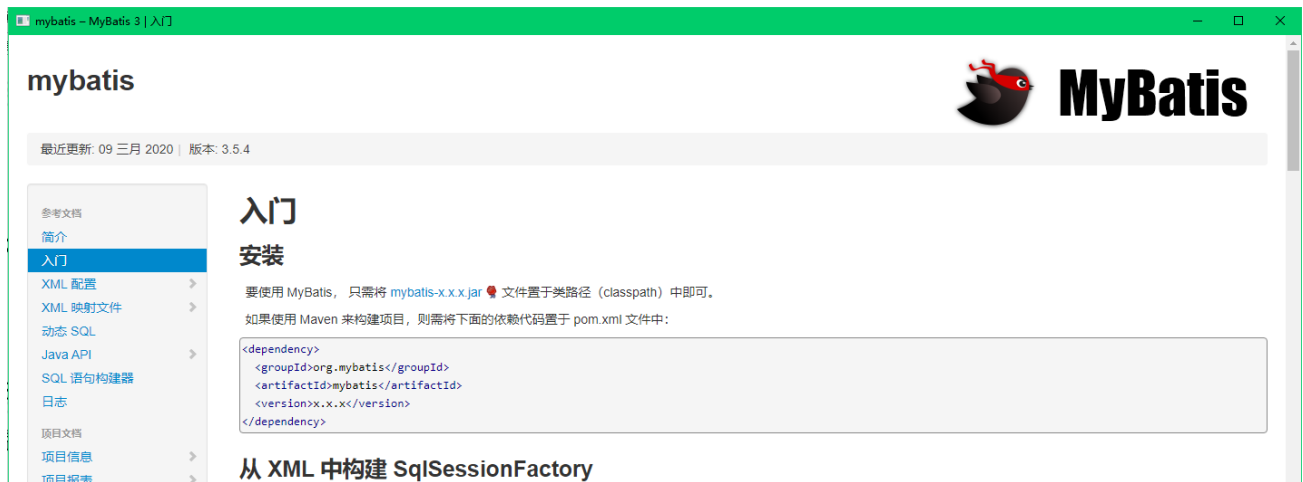 mybatis – MyBatis 3 | 入门
mybatis
MyBatis
最近更新: 09 三月 2020 | 版本: 3.5.4
参考文档
简介
入门
XML 配置
XML 映射文件
动态 SQL
Java API
SQL 语句构建器
日志
项目文档
项目信息
项目报表
入门
安装
要使用 MyBatis， 只需将 mybatis-x.x.x.jar 文件置于类路径（classpath）中即可。
如果使用 Maven 来构建项目，则需将下面的依赖代码置于 pom.xml 文件中：
<dependency>
  <groupId>org.mybatis</groupId>
  <artifactId>mybatis</artifactId>
  <version>x.x.x</version>
</dependency>
从 XML 中构建 SqlSessionFactory